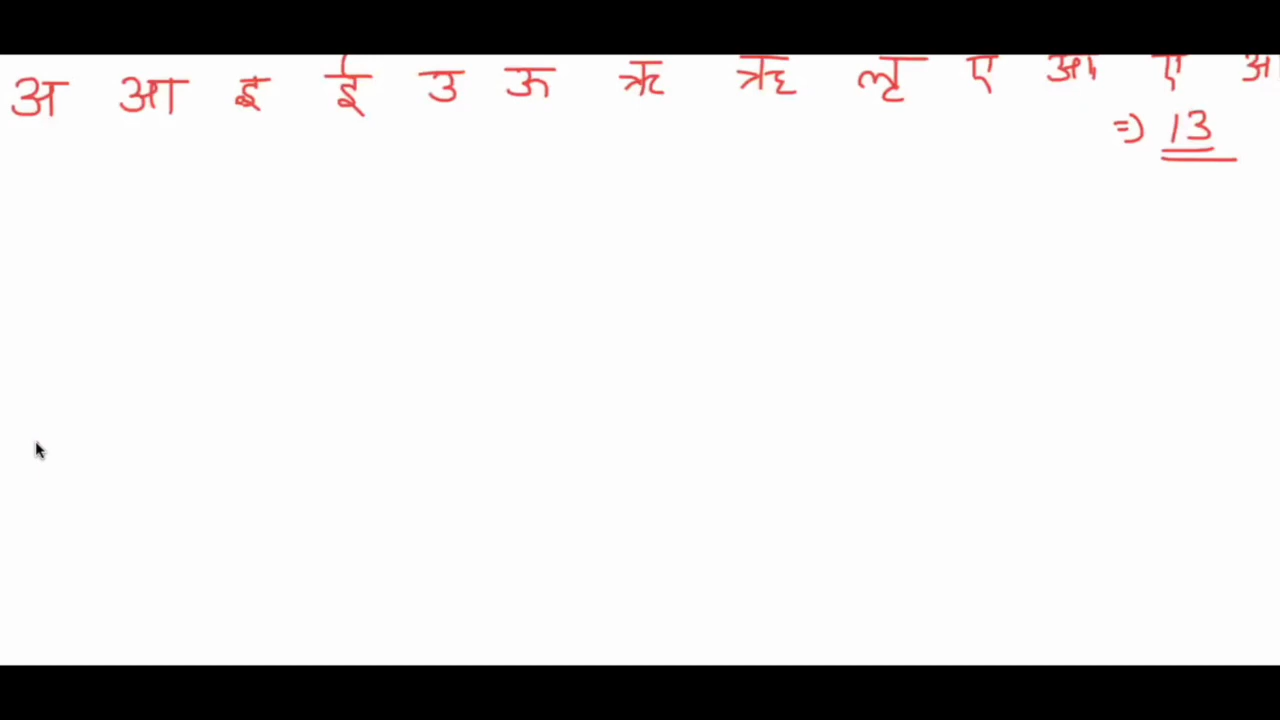 अ आ इ ई उ ऊ ऋ ॠ ऌ ए
=) 13